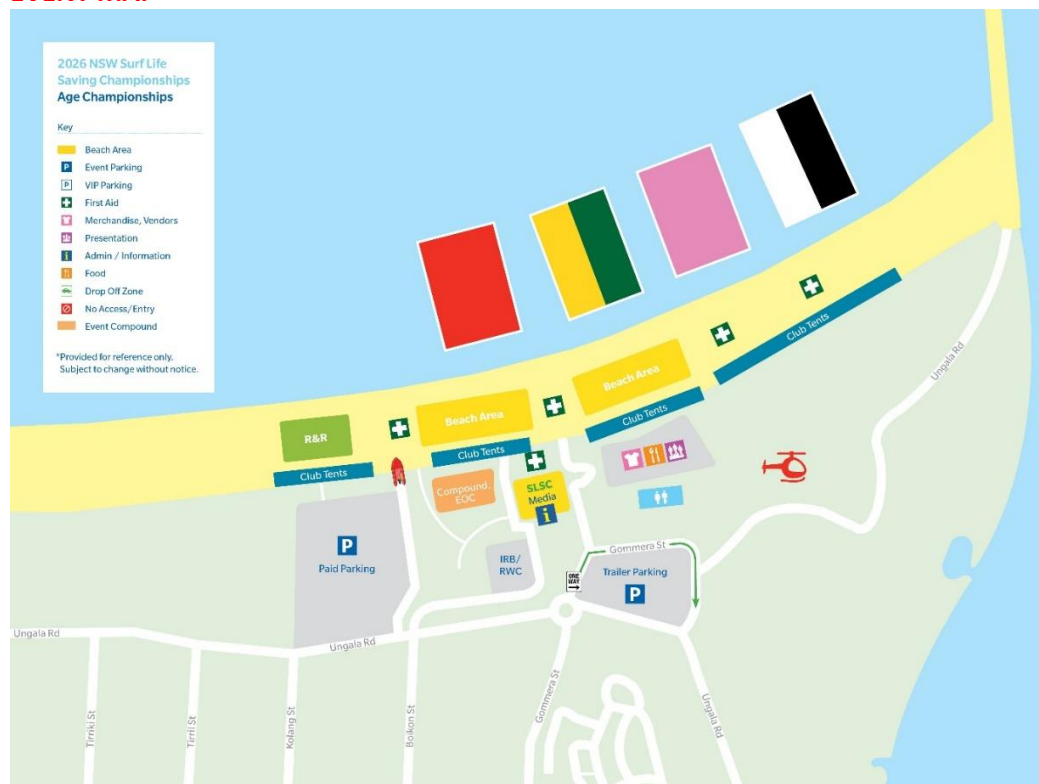 2026 NSW Surf Life
Saving Championships
Age Championships
Key
Beach Area
P
Event Parking
P
VIP Parking
First Aid
Merchandise, Vendors
Presentation
i
Admin / Information
Food
Drop Off Zone
No Access/Entry
Event Compound
*Provided for reference only.
Subject to change without notice.
R&R
Beach Area
Beach Area
Club Tents
Club Tents
Club Tents
Club Tents
Compound,
EOC
SLSC
Media
i
P
Paid Parking
IRB/
RWC
ONE
WAY
Gommera St
Trailer Parking
P
Ungala Rd
Ungala Rd
Ungala Rd
Ungala Rd
Tirriki St
Tirril St
Kolang St
Boikon St
Gommera St